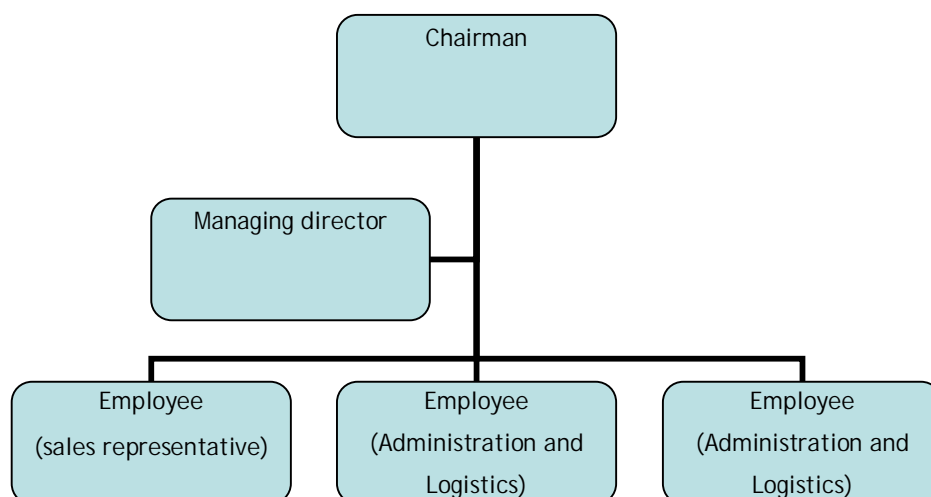 Chairman
Managing director
Employee
(sales representative)
Employee
(Administration and
Logistics)
Employee
(Administration and
Logistics)